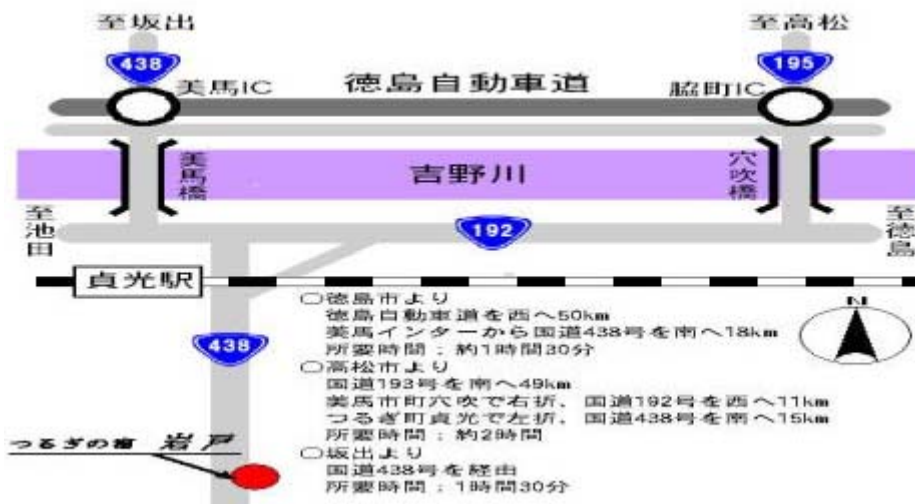 至坂出
至高松
438
195
美馬IC
徳島自動車道
脇町IC
美馬橋
吉野川
穴吹橋
至池田
192
至徳島
貞光駅
N
438
○徳島市より
徳島自動車道を西へ50km
美馬インターから国道438号を南へ18km
所要時間：約1時間30分
○高松市より
国道193号を南へ49km
美馬市町穴吹で右折、国道192号を西へ11km
つるぎ町貞光で左折、国道438号を南へ15km
所要時間：約2時間
つるぎの宿 岩戸
○坂出より
国道438号を経由
所要時間：1時間30分